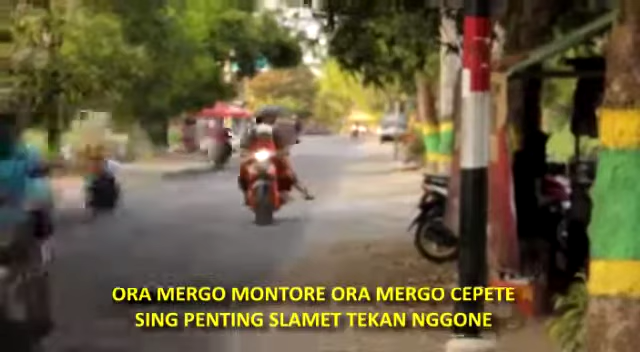 ORA MERGO MONTORE ORA MERGO CEPETE
SING PENTING SLAMET TEKAN NGGONE